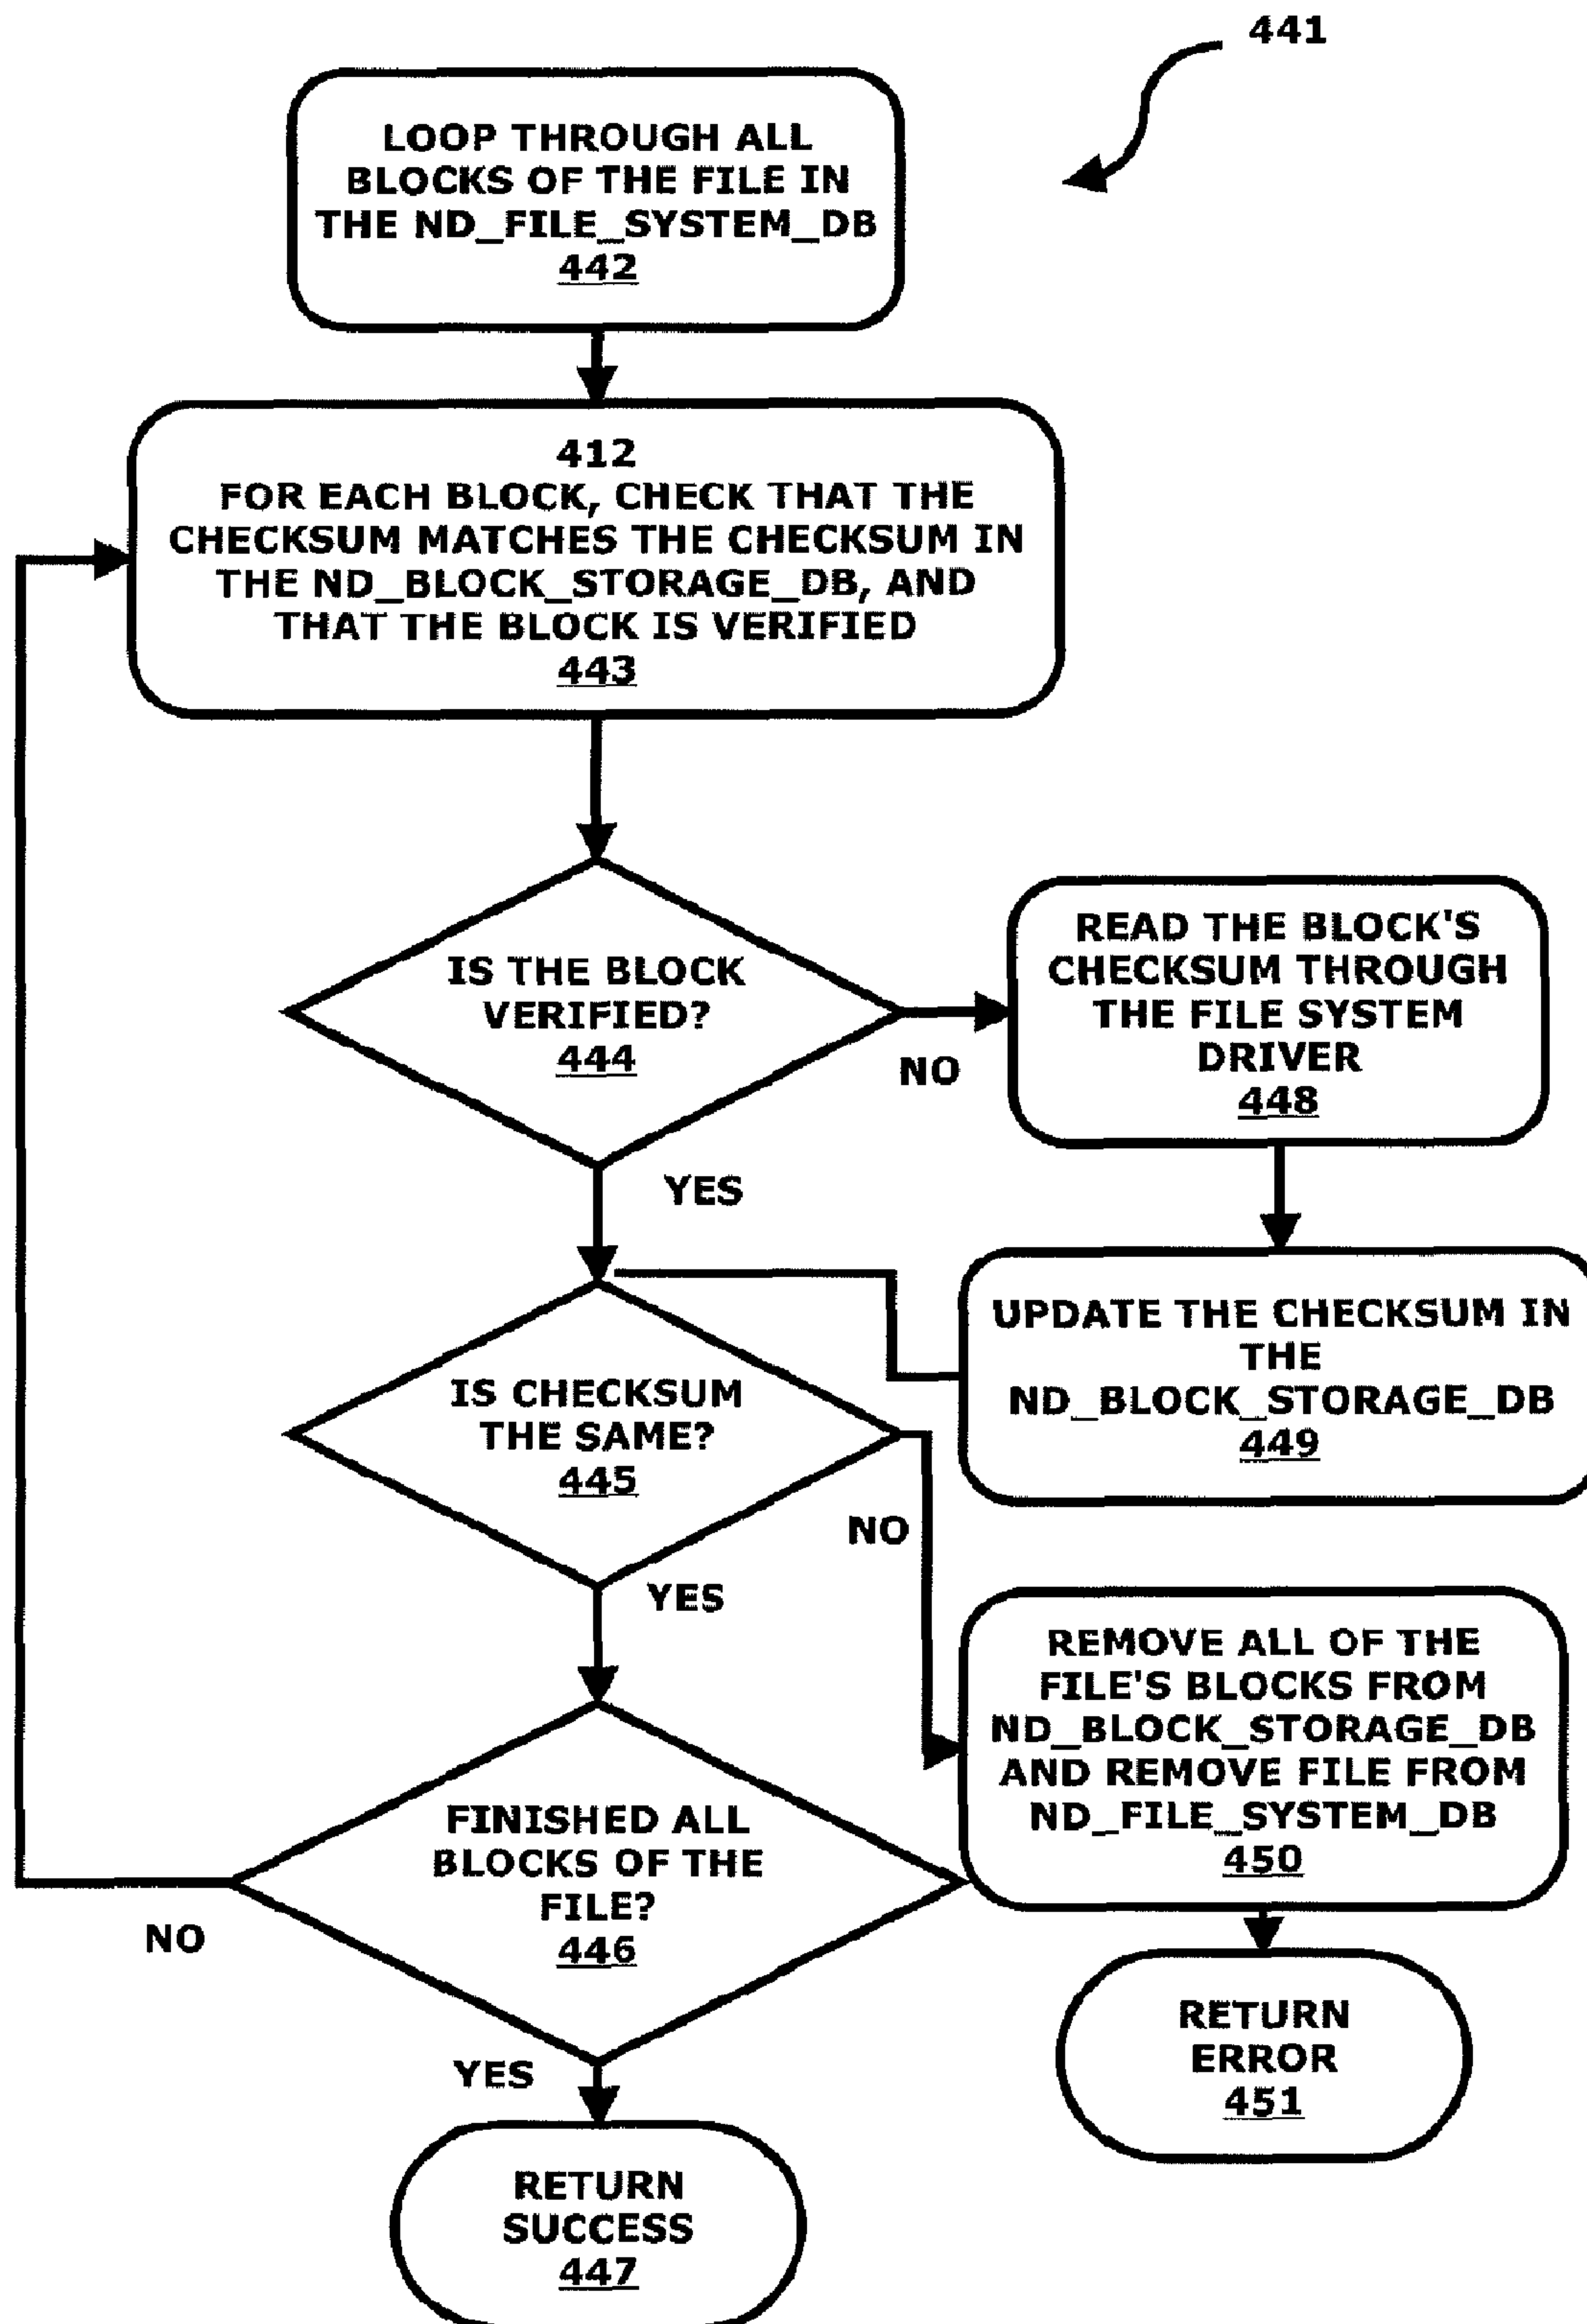 441
LOOP THROUGH ALL
BLOCKS OF THE FILE IN
THE ND_FILE_SYSTEM_DB
442
412
FOR EACH BLOCK, CHECK THAT THE
CHECKSUM MATCHES THE CHECKSUM IN
THE ND_BLOCK_STORAGE_DB, AND
THAT THE BLOCK IS VERIFIED
443
IS THE BLOCK
VERIFIED?
444
NO
YES
READ THE BLOCK'S
CHECKSUM THROUGH
THE FILE SYSTEM
DRIVER
448
UPDATE THE CHECKSUM IN
THE
ND_BLOCK_STORAGE_DB
449
IS CHECKSUM
THE SAME?
445
NO
YES
REMOVE ALL OF THE
FILE'S BLOCKS FROM
ND_BLOCK_STORAGE_DB
AND REMOVE FILE FROM
ND_FILE_SYSTEM_DB
450
FINISHED ALL
BLOCKS OF THE
FILE?
446
NO
YES
RETURN
ERROR
451
RETURN
SUCCESS
447